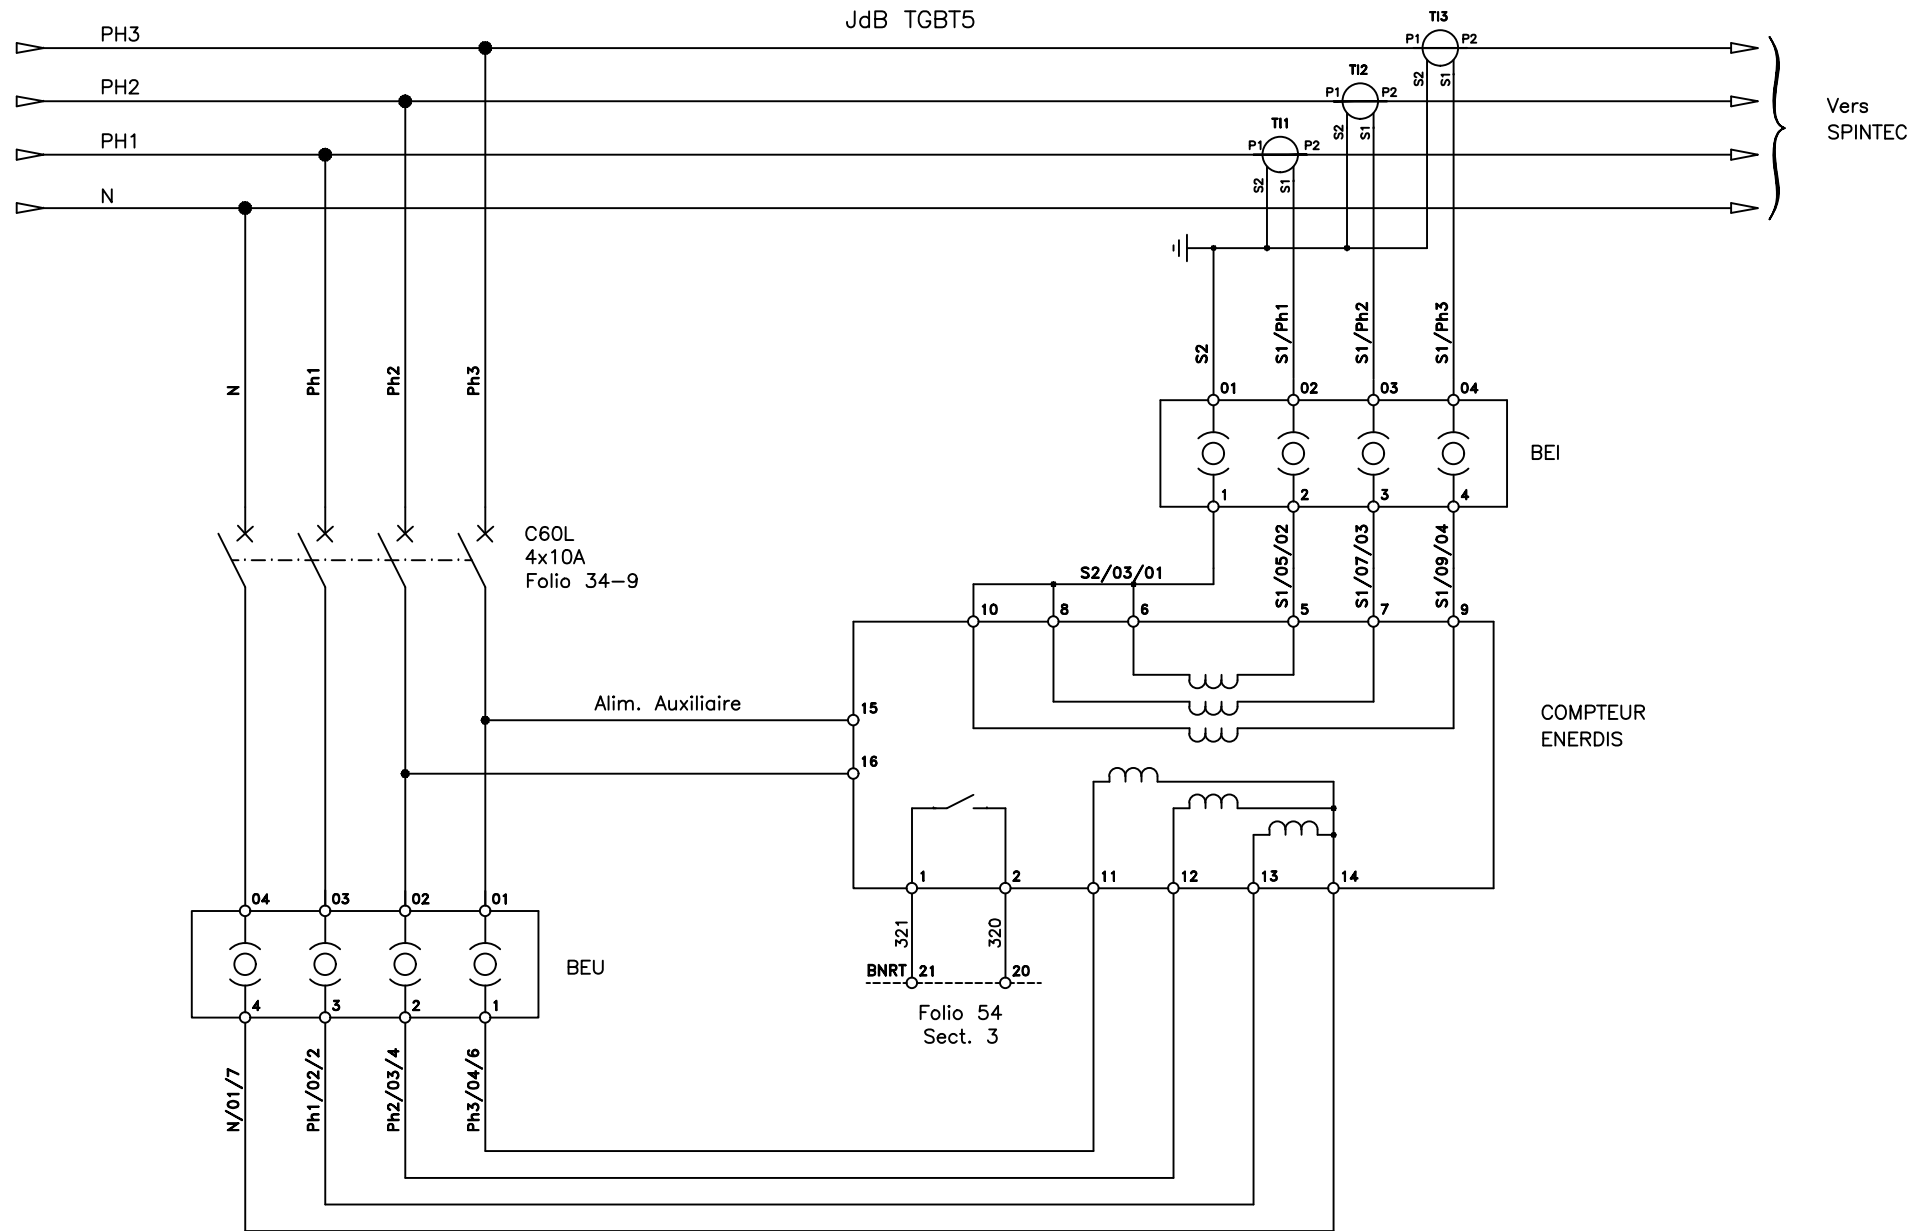 JdB TGBT5
PH3
PH2
PH1
N
TI3
P1
P2
S2
S1
TI2
P1
P2
S2
S1
TI1
P1
P2
S2
S1
Vers
SPINTEC
N
Ph1
Ph2
Ph3
S2
S1/Ph1
S1/Ph2
S1/Ph3
01
02
03
04
BEI
1
2
3
4
C60L
4x10A
Folio 34-9
S2/03/01
S1/05/02
S1/07/03
S1/09/04
10
8
6
5
7
9
Alim. Auxiliaire
15
16
COMPTEUR
ENERDIS
1
2
11
12
13
14
321
320
BNRT
21
20
Folio 54
Sect. 3
04
03
02
01
BEU
4
3
2
1
N/01/7
Ph1/02/2
Ph2/03/4
Ph3/04/6